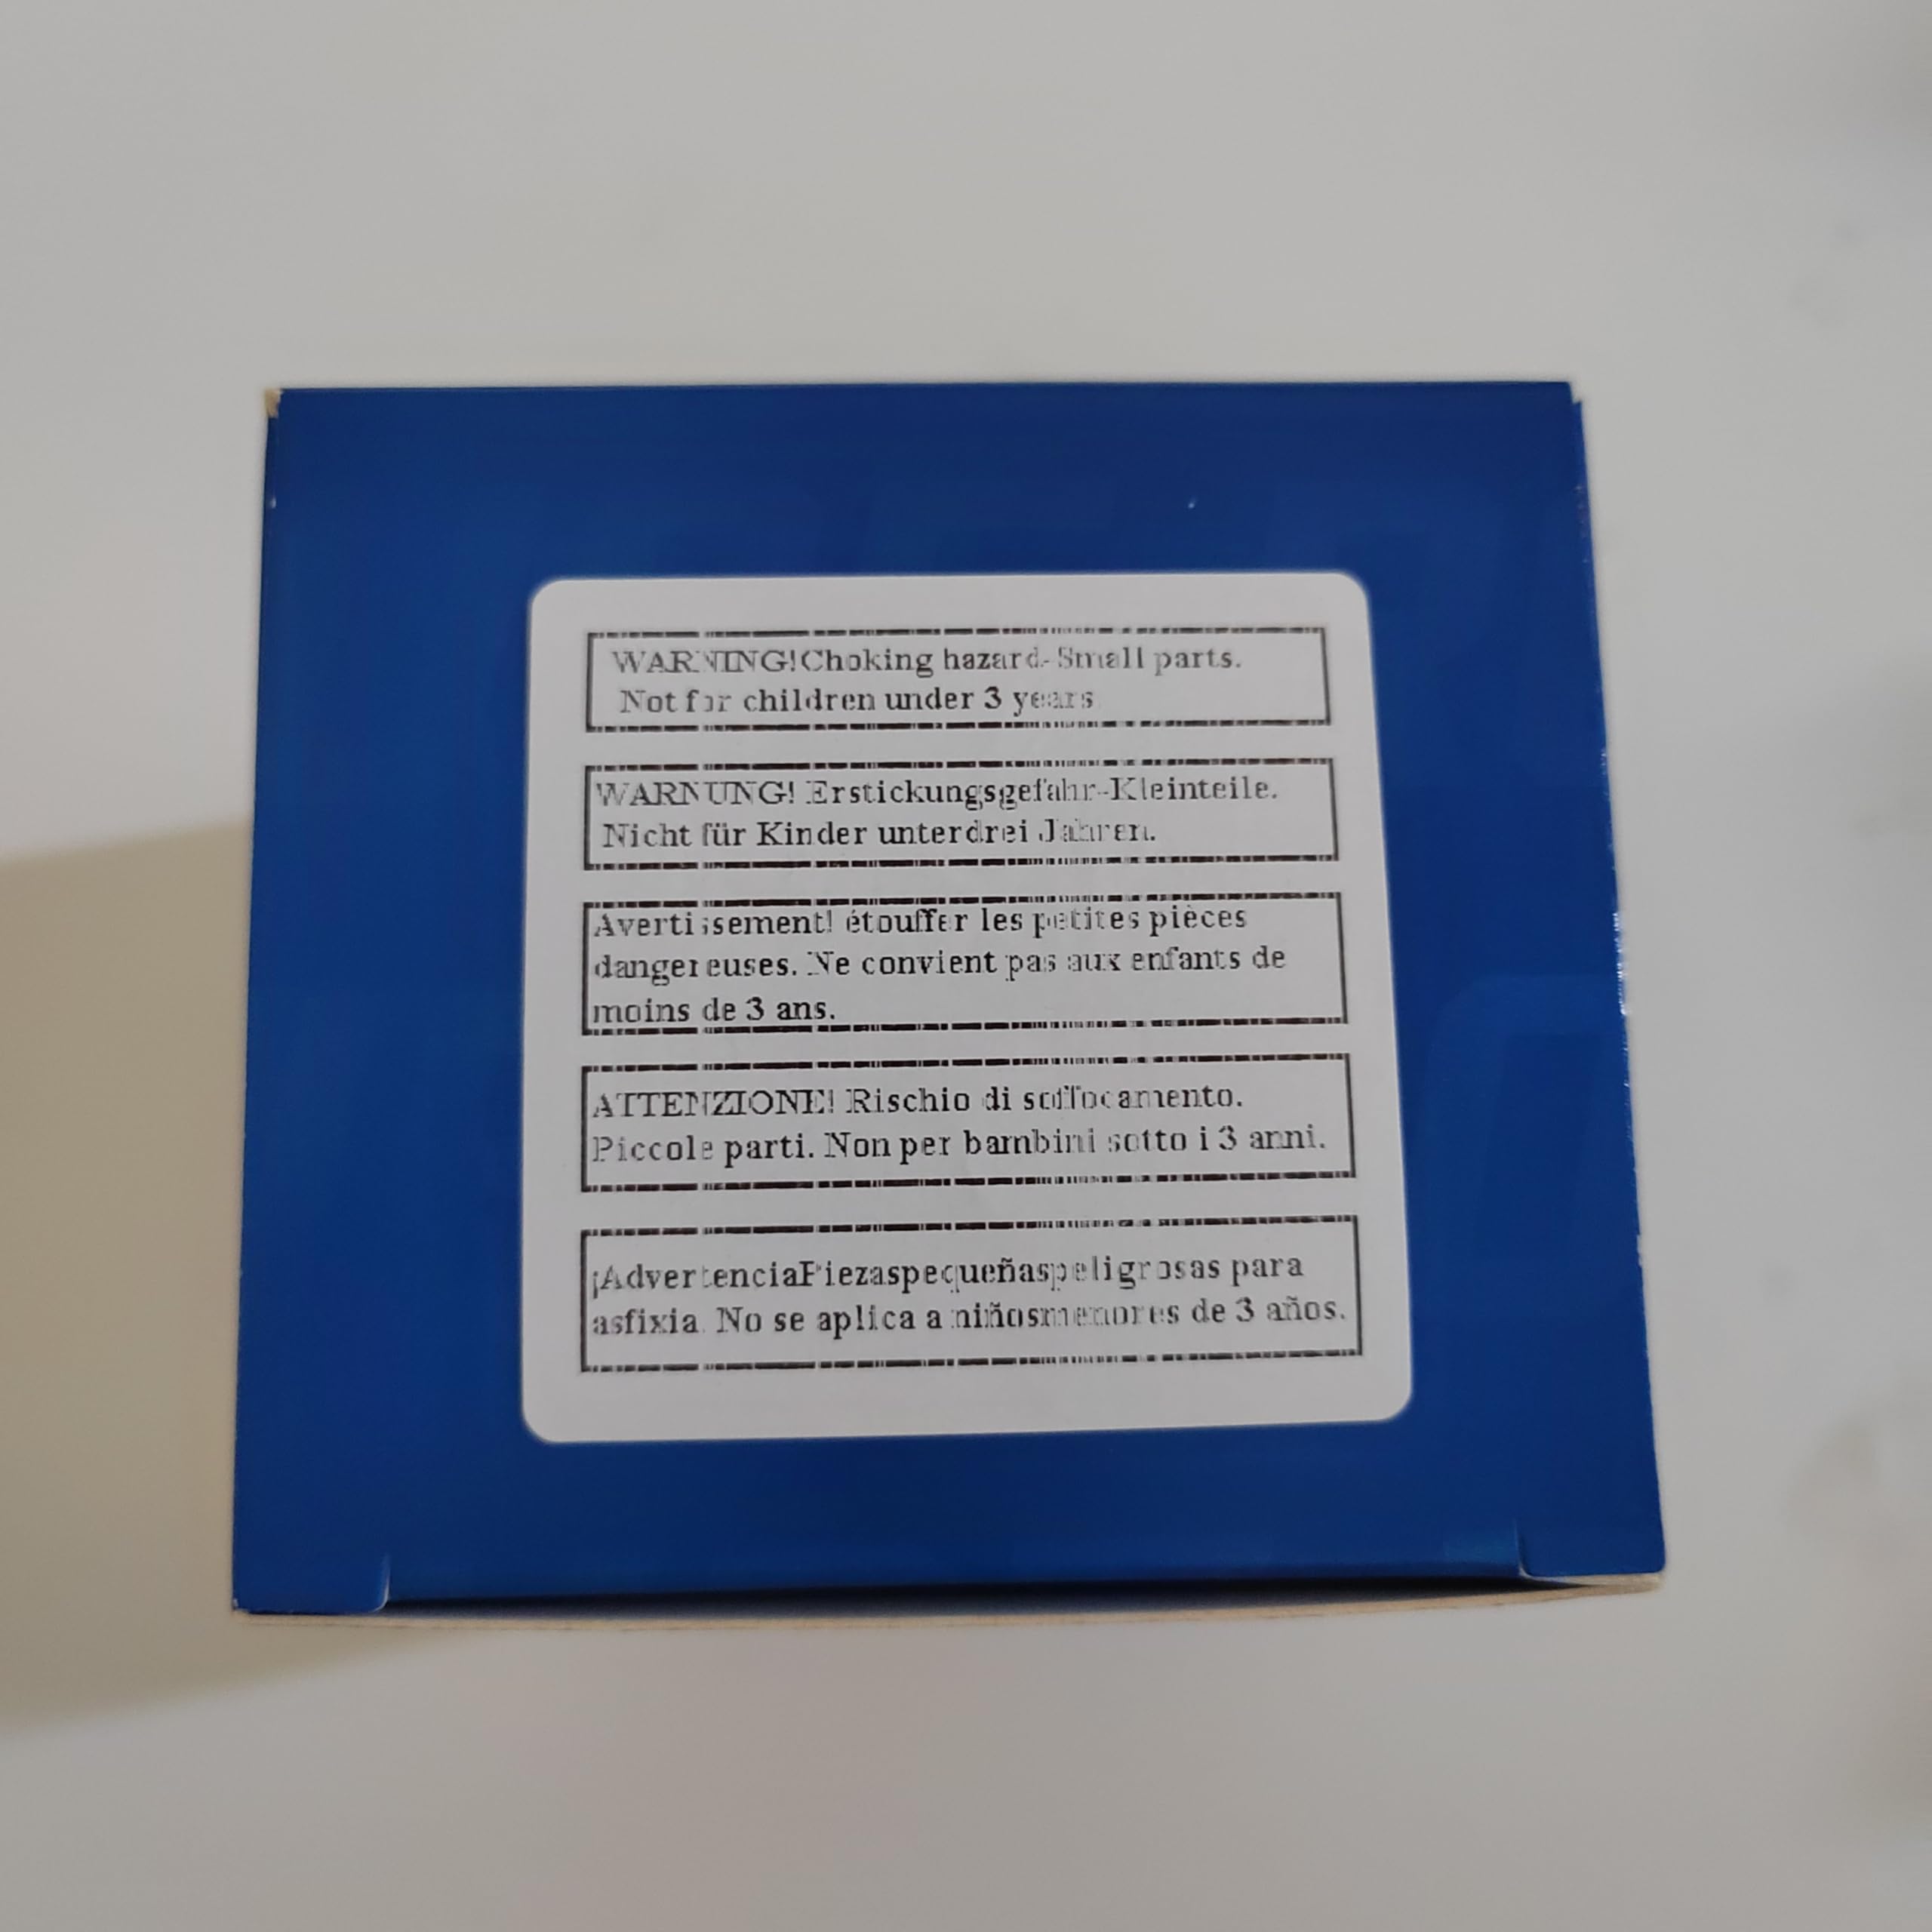 WARNING!Choking hazard-Small parts.
Not for children under 3 years
WARNUNG! Erstickungsgefahr-Kleinteile.
Nicht für Kinder unterdrei Jahren.
Avertissement! étouffer les petites pièces
dangereuses. Ne convient pas aux enfants de
moins de 3 ans.
ATTENZIONE! Rischio di soffocamento.
Piccole parti. Non per bambini sotto i 3 anni.
¡AdvertenciaPiezaspequeñaspeligrosas para
asfixia. No se aplica a niñosmenores de 3 años.